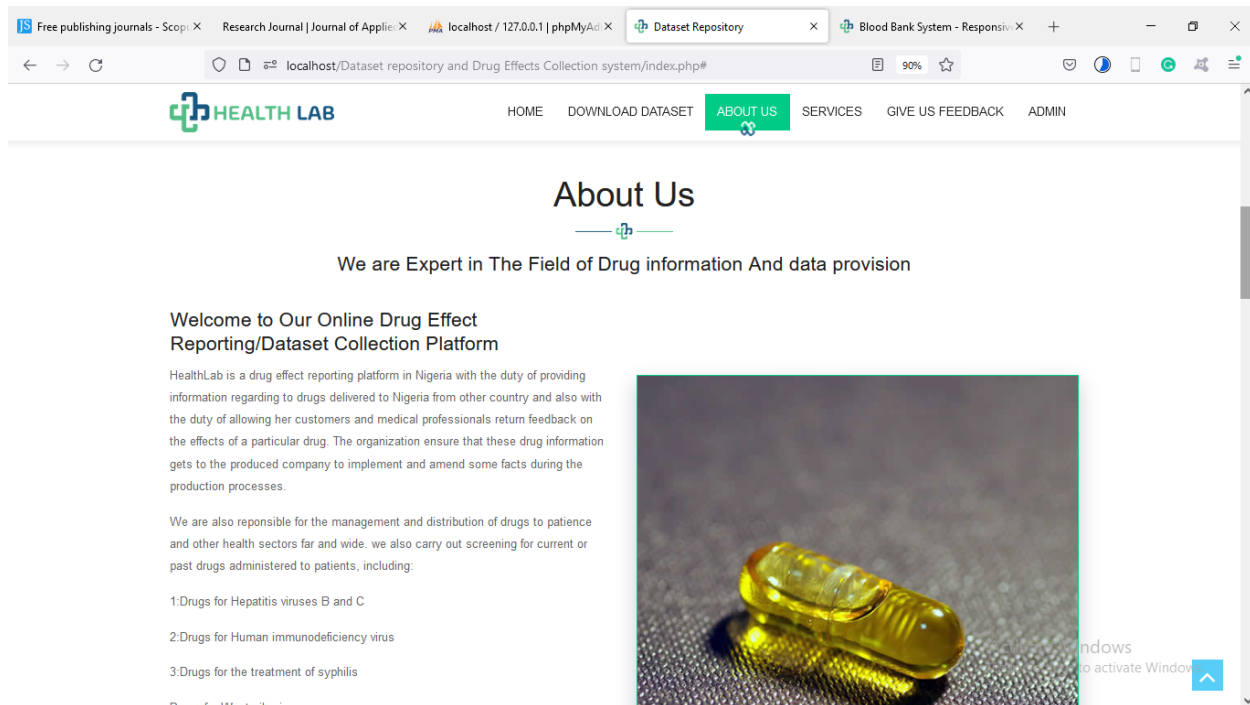 Free publishing journals - Scopu
Research Journal | Journal of Applied
localhost / 127.0.0.1 | phpMyAd
Dataset Repository
Blood Bank System - Responsiv
localhost/Dataset repository and Drug Effects Collection system/index.php#
90%
HEALTH LAB
HOME
DOWNLOAD DATASET
ABOUT US
SERVICES
GIVE US FEEDBACK
ADMIN
About Us
We are Expert in The Field of Drug information And data provision
Welcome to Our Online Drug Effect
Reporting/Dataset Collection Platform
HealthLab is a drug effect reporting platform in Nigeria with the duty of providing
information regarding to drugs delivered to Nigeria from other country and also with
the duty of allowing her customers and medical professionals return feedback on
the effects of a particular drug. The organization ensure that these drug information
gets to the produced company to implement and amend some facts during the
production processes.
We are also reponsible for the management and distribution of drugs to patience
and other health sectors far and wide. we also carry out screening for current or
past drugs administered to patients, including:
1:Drugs for Hepatitis viruses B and C
2:Drugs for Human immunodeficiency virus
3:Drugs for the treatment of syphilis
ndows
to activate Window